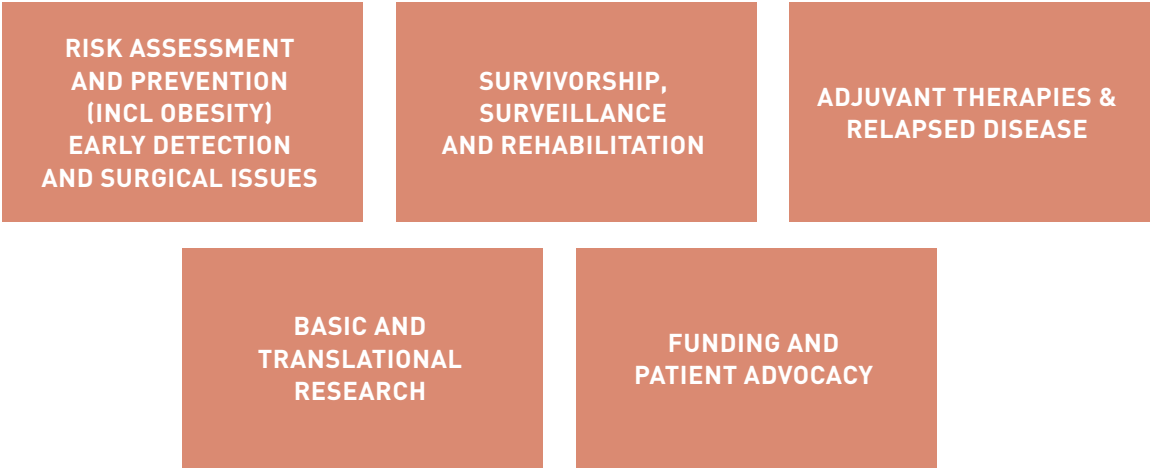 RISK ASSESSMENT
AND PREVENTION
(INCL OBESITY)
EARLY DETECTION
AND SURGICAL ISSUES
SURVIVORSHIP,
SURVEILLANCE
AND REHABILITATION
ADJUVANT THERAPIES &
RELAPSED DISEASE
BASIC AND
TRANSLATIONAL
RESEARCH
FUNDING AND
PATIENT ADVOCACY